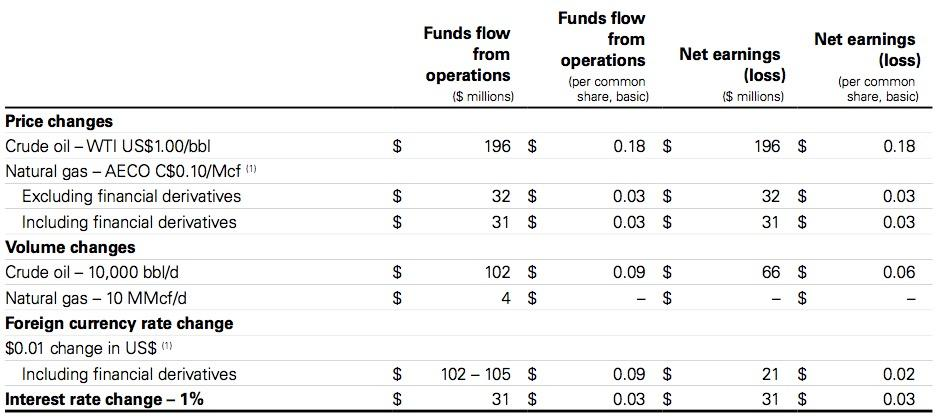 Funds flow from operations ($ millions) Funds flow from operations (per common share, basic) Net earnings (loss) ($ millions) Net earnings (loss) (per common share, basic)
Price changes
Crude oil – WTI US$1.00/bbl $ 196 $ 0.18 $ 196 $ 0.18
Natural gas – AECO C$0.10/Mcf (1)
Excluding financial derivatives $ 32 $ 0.03 $ 32 $ 0.03
Including financial derivatives $ 31 $ 0.03 $ 31 $ 0.03
Volume changes
Crude oil – 10,000 bbl/d $ 102 $ 0.09 $ 66 $ 0.06
Natural gas – 10 MMcf/d $ 4 $ – $ – $ –
Foreign currency rate change
$0.01 change in US$ (1)
Including financial derivatives $ 102 – 105 $ 0.09 $ 21 $ 0.02
Interest rate change – 1% $ 31 $ 0.03 $ 31 $ 0.03